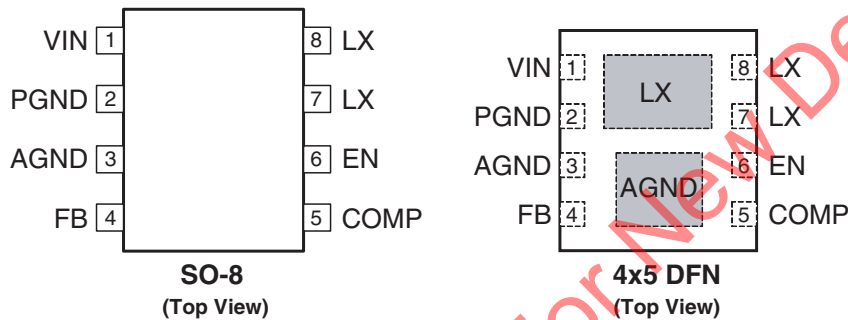 VIN 1 8 LX
PGND 2 7 LX
AGND 3 6 EN
FB 4 5 COMP
SO-8
(Top View)
VIN 1 8 LX
LX
PGND 2 7 LX
AGND 3 6 EN
AGND
FB 4 5 COMP
4x5 DFN
(Top View)
for New